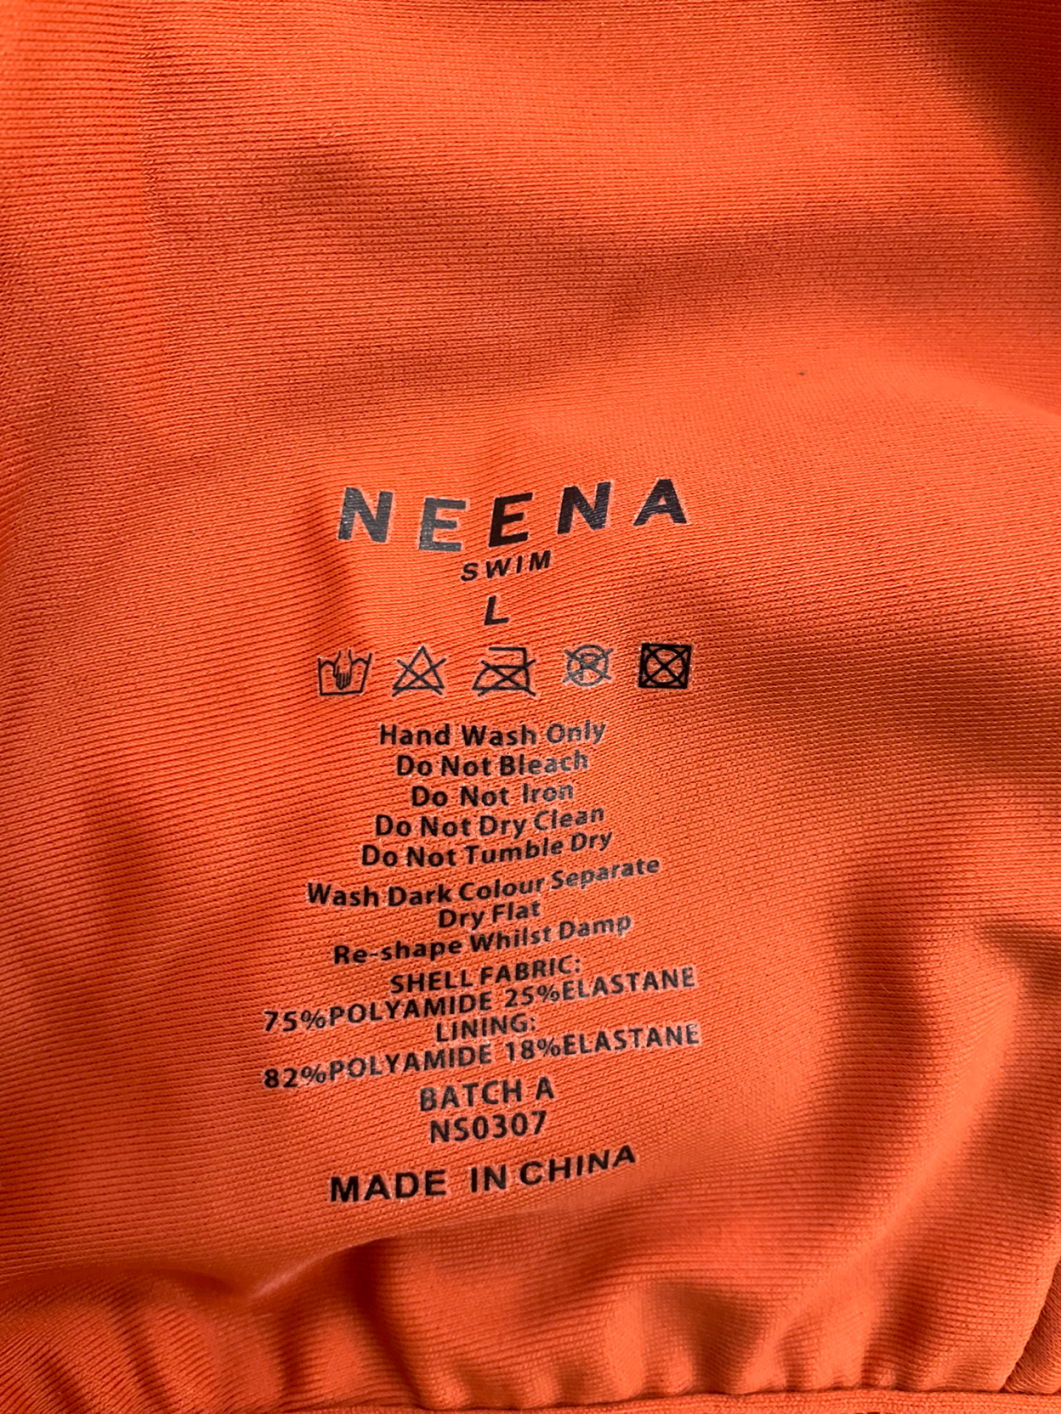 NEENA
SWIM
L
Hand Wash Only
Do Not Bleach
Do Not Iron
Do Not Dry Clean
Do Not Tumble Dry
Wash Dark Colour Separate
Dry Flat
Re-shape Whilst Damp
SHELL FABRIC:
75%POLYAMIDE 25%ELASTANE
LINING:
82%POLYAMIDE 18%ELASTANE
BATCH A
NS0307
MADE IN CHINA